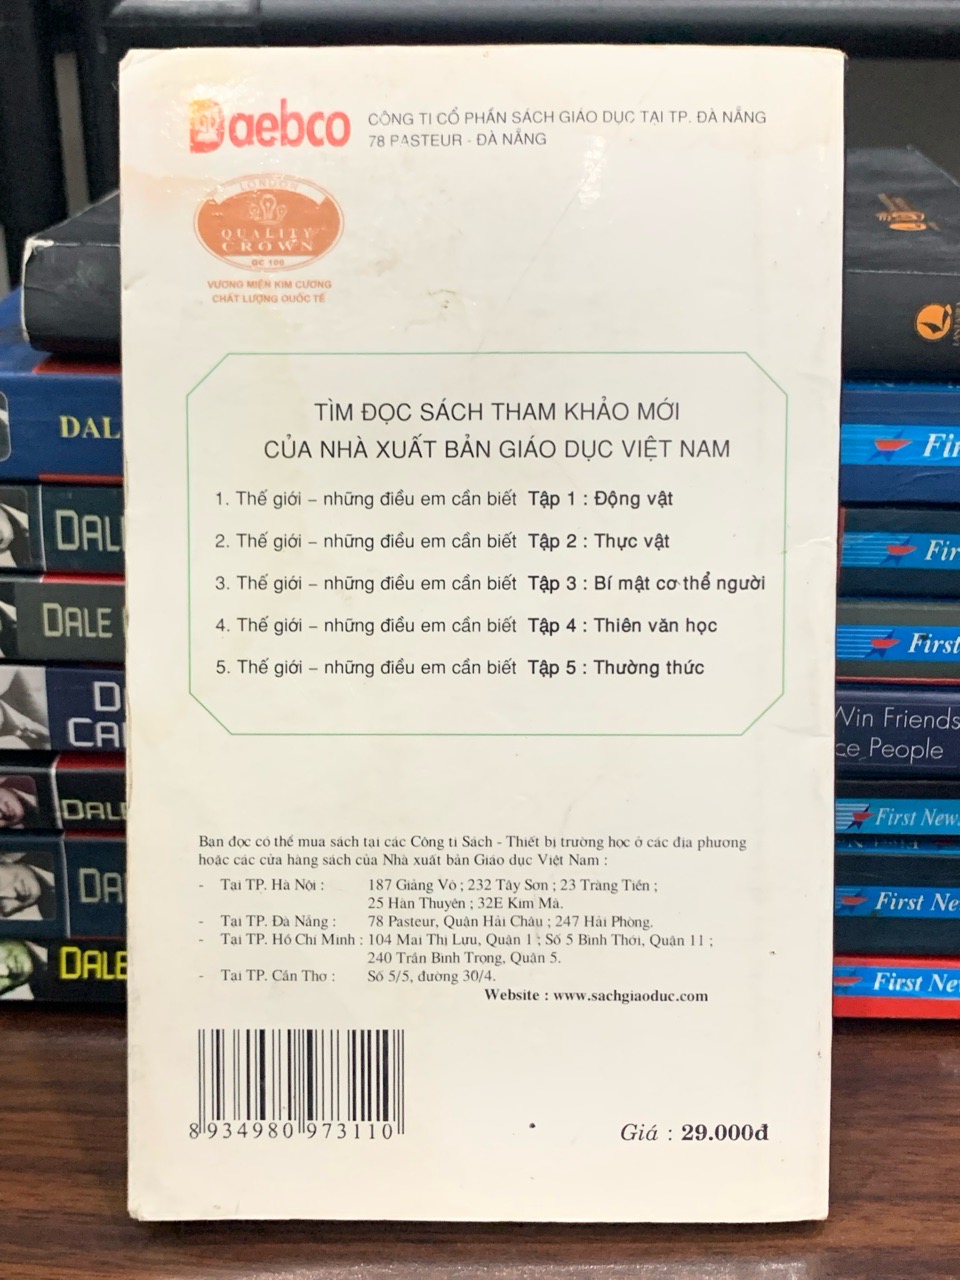 Daebco
CÔNG TI CỔ PHẦN SÁCH GIÁO DỤC TẠI TP. ĐÀ NẴNG
78 PASTEUR - ĐÀ NẴNG
LONDON
QUALITY
CROWN
QC 100
VƯƠNG MIỆN KIM CƯƠNG
CHẤT LƯỢNG QUỐC TẾ
TÌM ĐỌC SÁCH THAM KHẢO MỚI
CỦA NHÀ XUẤT BẢN GIÁO DỤC VIỆT NAM
1. Thế giới – những điều em cần biết Tập 1 : Động vật
2. Thế giới – những điều em cần biết Tập 2 : Thực vật
3. Thế giới – những điều em cần biết Tập 3 : Bí mật cơ thể người
4. Thế giới – những điều em cần biết Tập 4 : Thiên văn học
5. Thế giới – những điều em cần biết Tập 5 : Thường thức
Bạn đọc có thể mua sách tại các Công ti Sách - Thiết bị trường học ở các địa phương
hoặc các cửa hàng sách của Nhà xuất bản Giáo dục Việt Nam :
- Tại TP. Hà Nội : 187 Giảng Võ ; 232 Tây Sơn ; 23 Tràng Tiền ;
25 Hàn Thuyên ; 32E Kim Mã.
- Tại TP. Đà Nẵng : 78 Pasteur, Quận Hải Châu ; 247 Hải Phòng.
- Tại TP. Hồ Chí Minh : 104 Mai Thị Lựu, Quận 1 ; Số 5 Bình Thới, Quận 11 ;
240 Trần Bình Trọng, Quận 5.
- Tại TP. Cần Thơ : Số 5/5, đường 30/4.
Website : www.sachgiaoduc.com
8 934980 973110
Giá : 29.000đ
DAL
DALE
DALE
D
CA
DALE
DA
DALE
Fir
Fir
First
Win Friends
ce People
First News
First Ne
First Ne